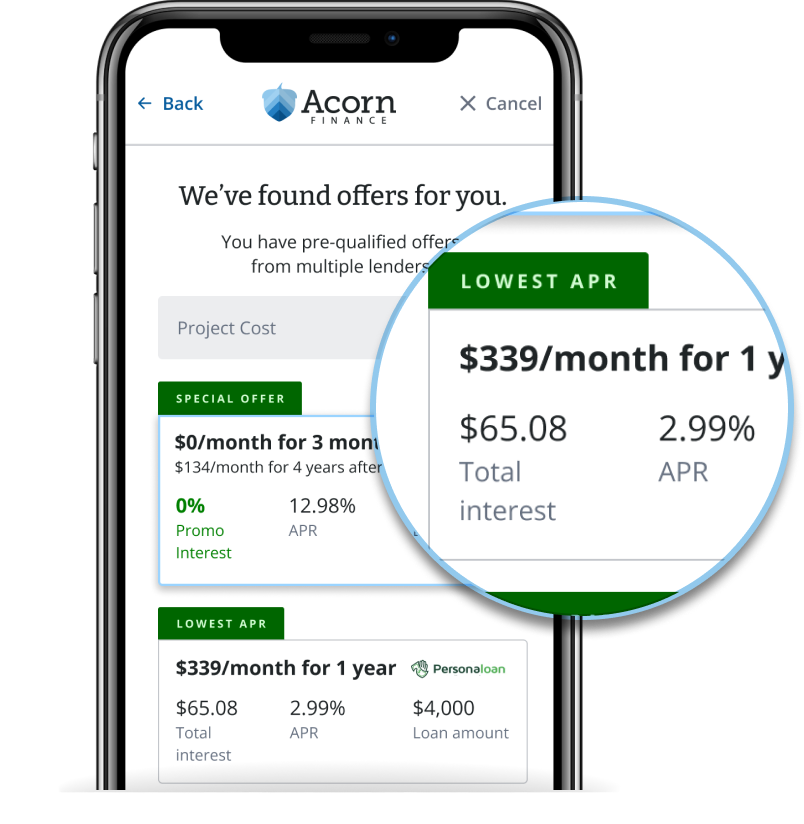 ← Back
Acorn
FINANCE
× Cancel
We’ve found offers for you.
You have pre-qualified offers
from multiple lenders
Project Cost
SPECIAL OFFER
$0/month for 3 mont
$134/month for 4 years after
0%
12.98%
Promo
Interest
APR
LOWEST APR
$339/month for 1 y
$65.08
2.99%
Total
interest
APR
LOWEST APR
$339/month for 1 year
Personaloan
$65.08
2.99%
$4,000
Total
interest
APR
Loan amount